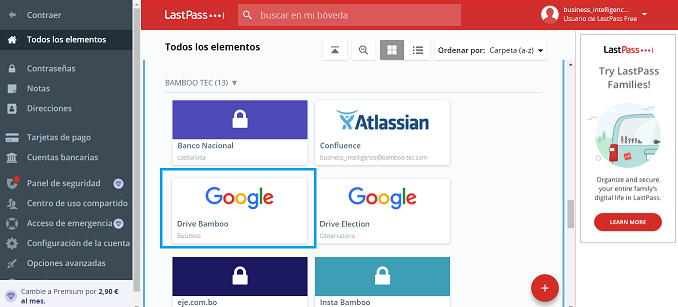 Contraer
Todos los elementos
Contraseñas
Notas
Direcciones
Tarjetas de pago
Cuentas bancarias
Panel de seguridad
Centro de uso compartido
Acceso de emergencia
Configuración de la cuenta
Opciones avanzadas
Cambie a Premium por 2,90 €
al mes.
LastPass
buscar en mi bóveda
business_intelligenc...
Usuario de LastPass Free
Todos los elementos
Ordenar por: Carpeta (a-z)
BAMBOO TEC (13)
Banco Nacional
czeballosa
Atlassian
Confluence
business_intelligence@bamboo-tec.com
Google
Drive Bamboo
Business
Google
Drive Election
Observatorio
eje.com.bo
Insta Bamboo
LastPass
Try LastPass
Families!
Organize and secure
your entire family's
digital life in LastPass.
LEARN MORE